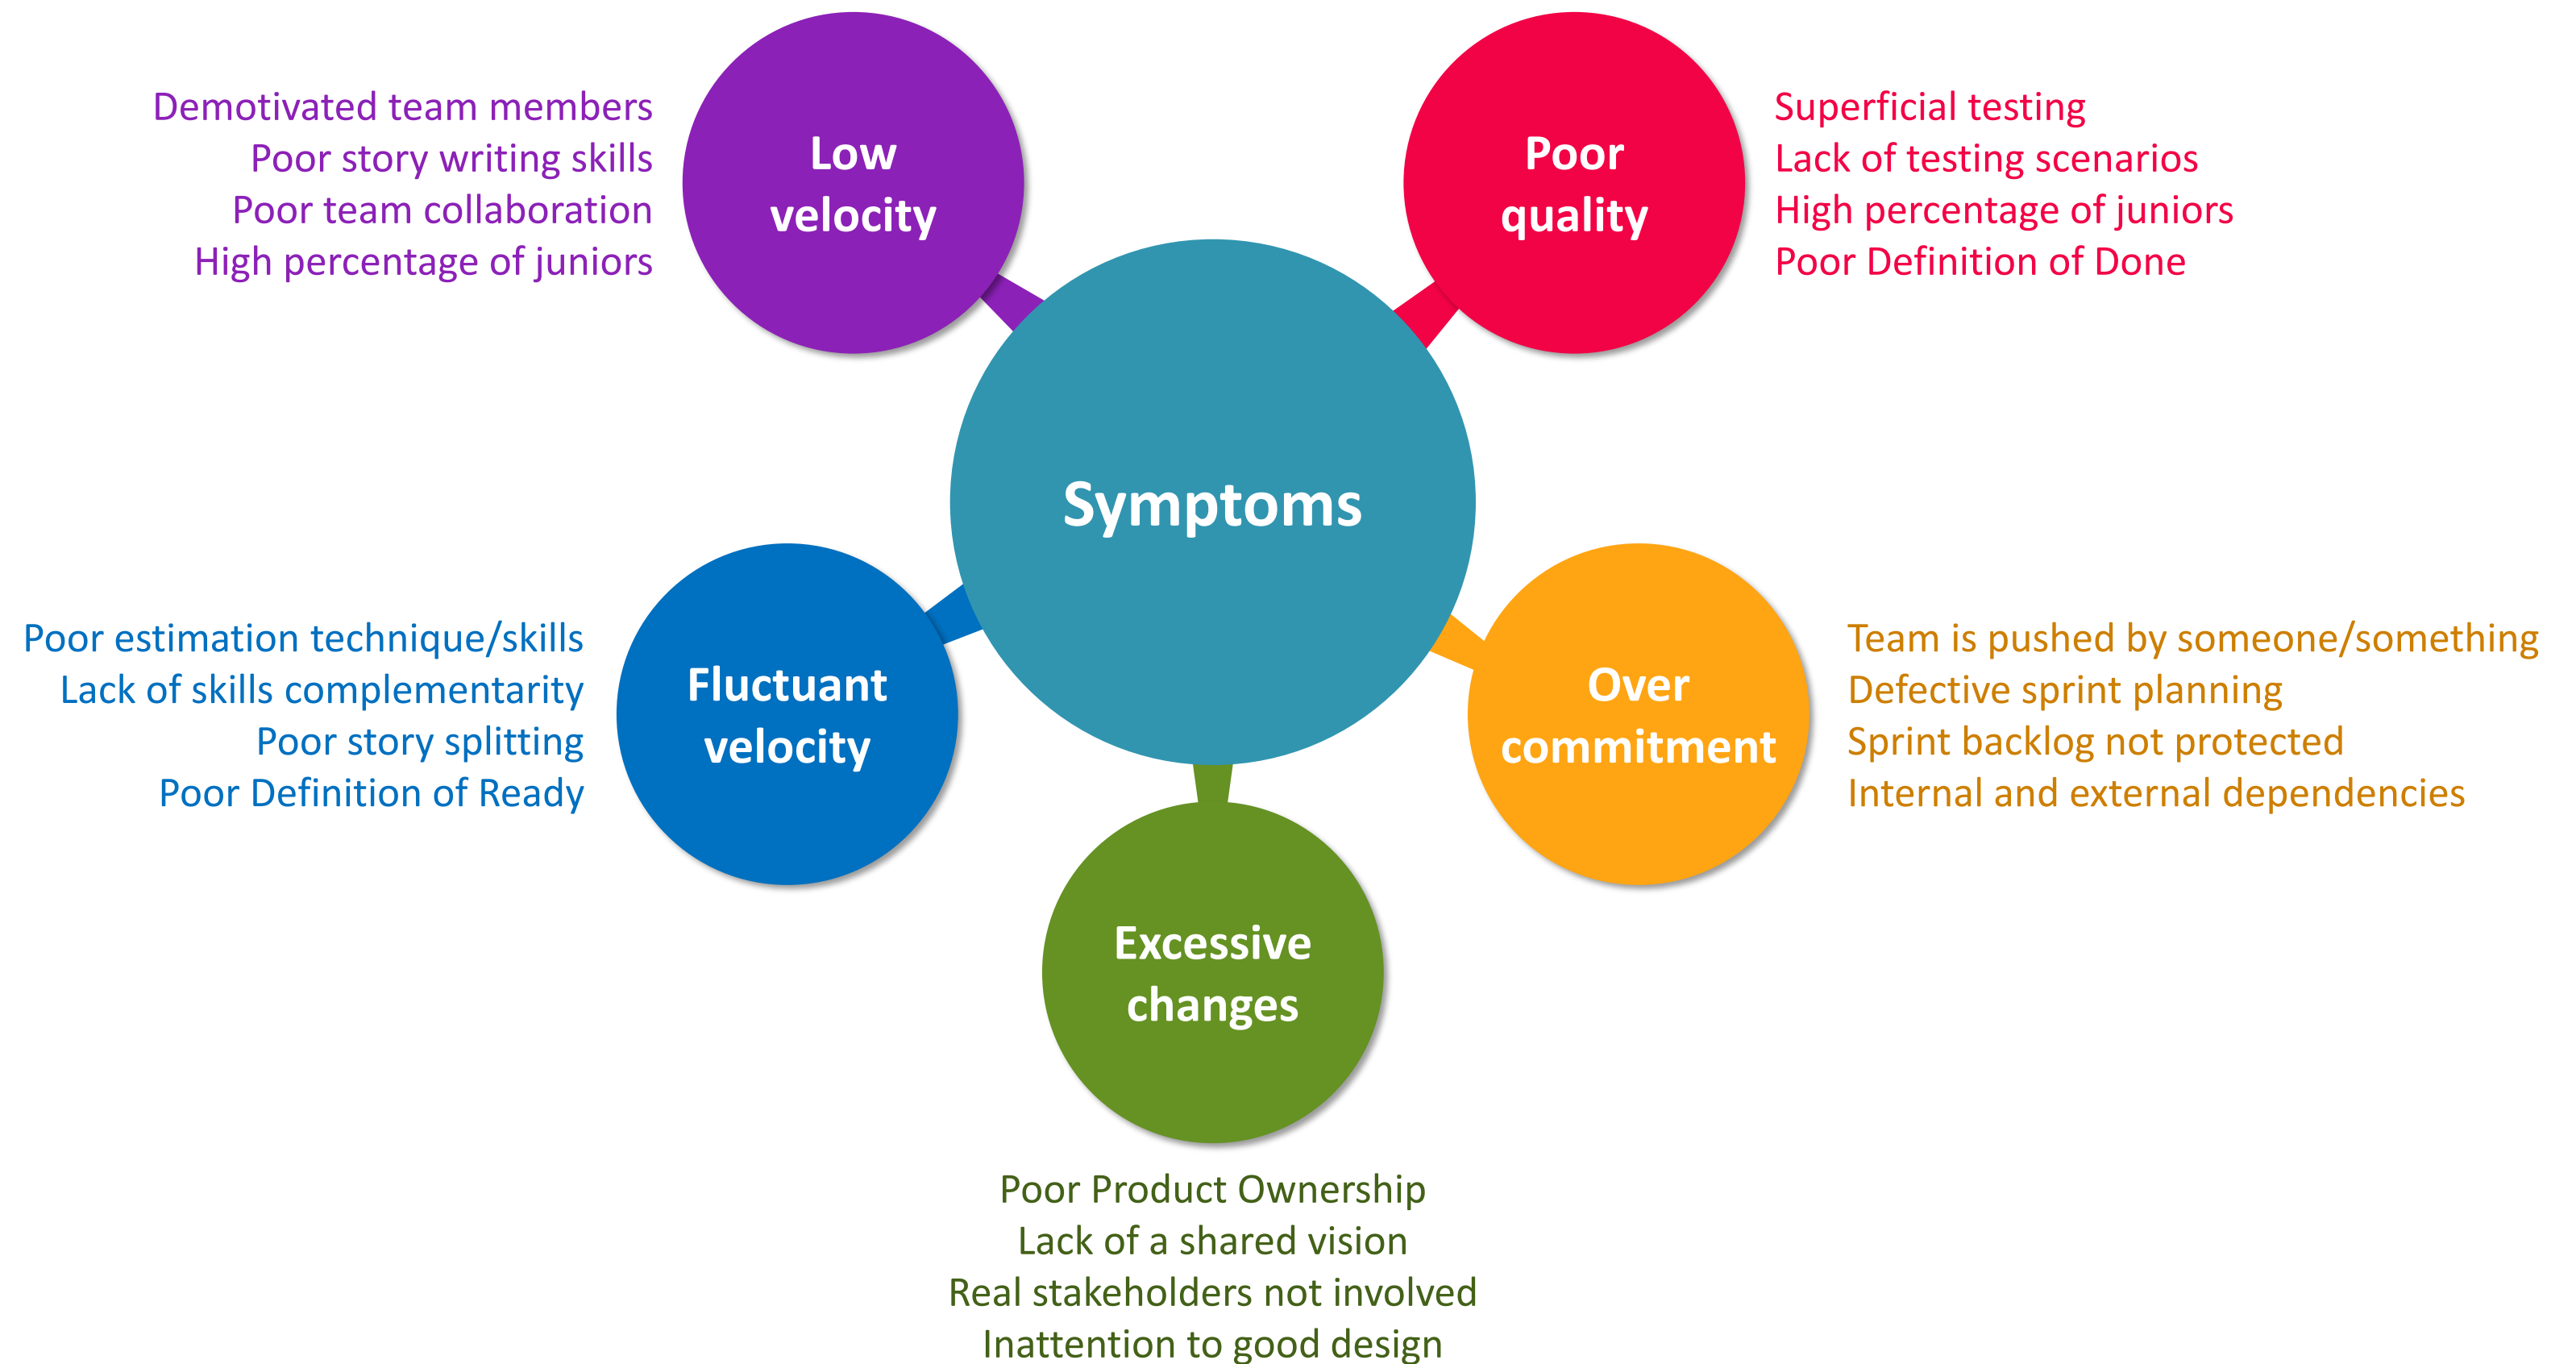 Demotivated team members
Poor story writing skills
Poor team collaboration
High percentage of juniors
Low
velocity
Poor
quality
Superficial testing
Lack of testing scenarios
High percentage of juniors
Poor Definition of Done
Symptoms
Poor estimation technique/skills
Lack of skills complementarity
Poor story splitting
Poor Definition of Ready
Fluctuant
velocity
Over
commitment
Team is pushed by someone/something
Defective sprint planning
Sprint backlog not protected
Internal and external dependencies
Excessive
changes
Poor Product Ownership
Lack of a shared vision
Real stakeholders not involved
Inattention to good design